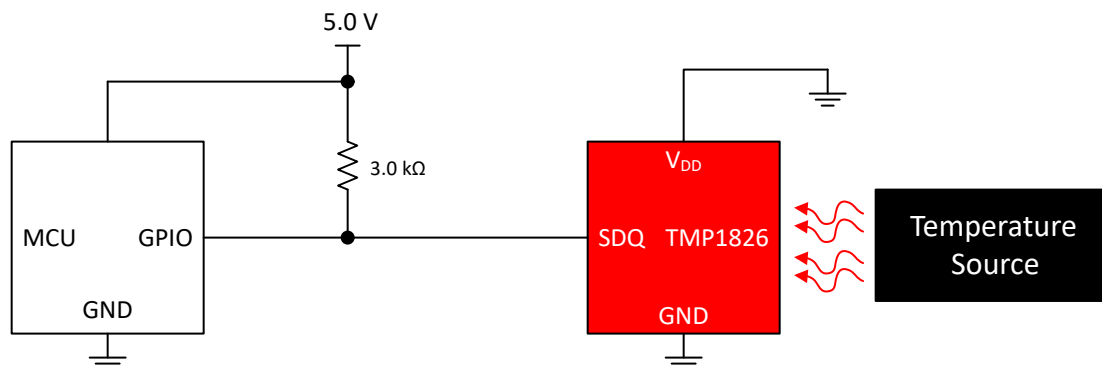 5.0 V
3.0 kΩ
MCU
GPIO
GND
VDD
SDQ
TMP1826
GND
Temperature
Source